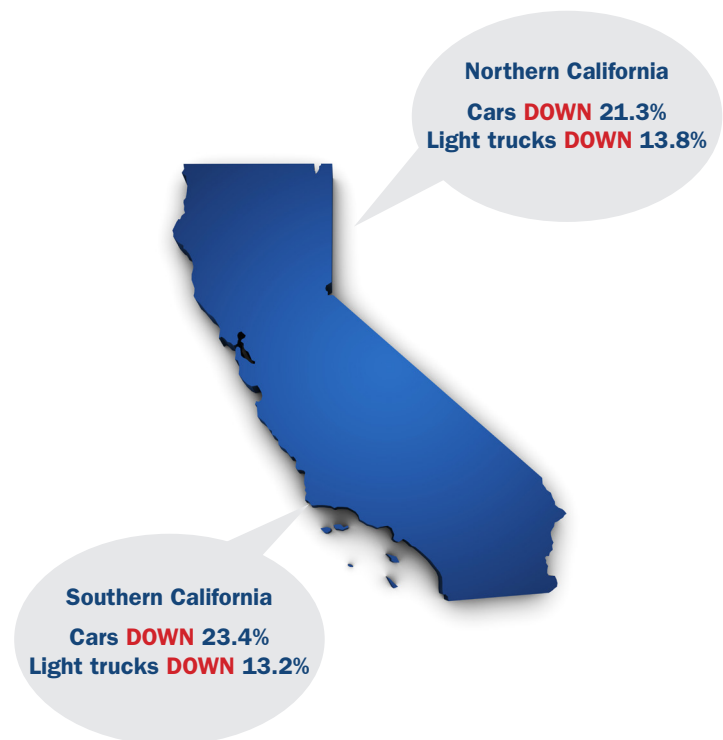 Northern California
Cars DOWN 21.3%
Light trucks DOWN 13.8%
Southern California
Cars DOWN 23.4%
Light trucks DOWN 13.2%